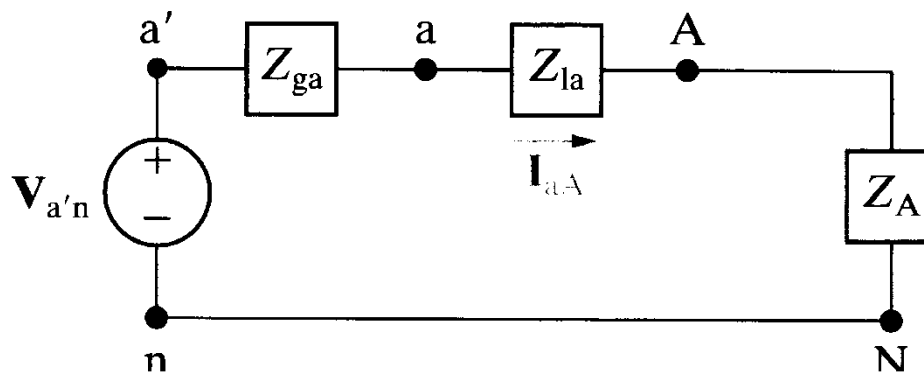 a′ a A
Z_ga Z_la
I_aA
+
V_a′n Z_A
−
n N